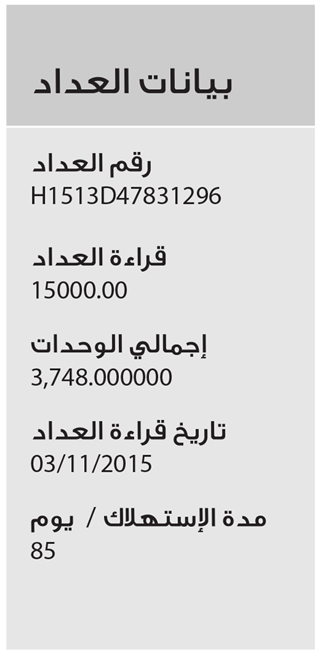 بيانات العداد
رقم العداد
H1513D47831296
قراءة العداد
15000.00
إجمالي الوحدات
3,748.000000
تاريخ قراءة العداد
03/11/2015
مدة الإستهلاك / يوم
85